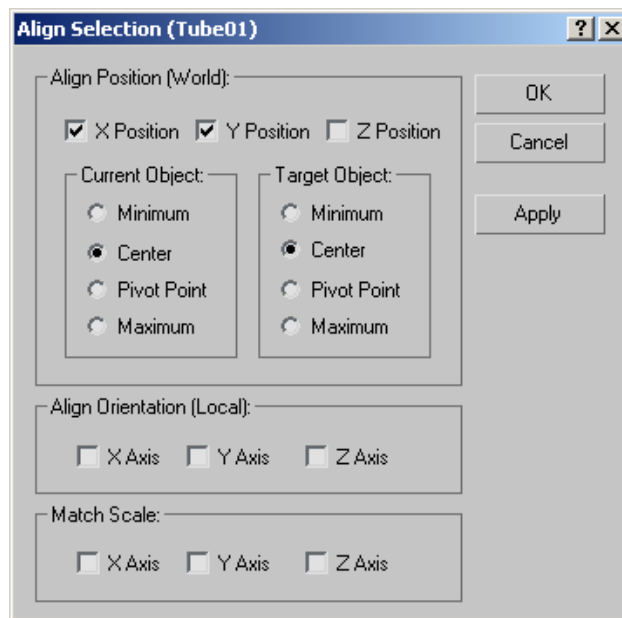 Align Selection (Tube01)
Align Position (World):
X Position Y Position Z Position
Current Object:
Minimum
Center
Pivot Point
Maximum
Target Object:
Minimum
Center
Pivot Point
Maximum
OK
Cancel
Apply
Align Orientation (Local):
X Axis Y Axis Z Axis
Match Scale:
X Axis Y Axis Z Axis